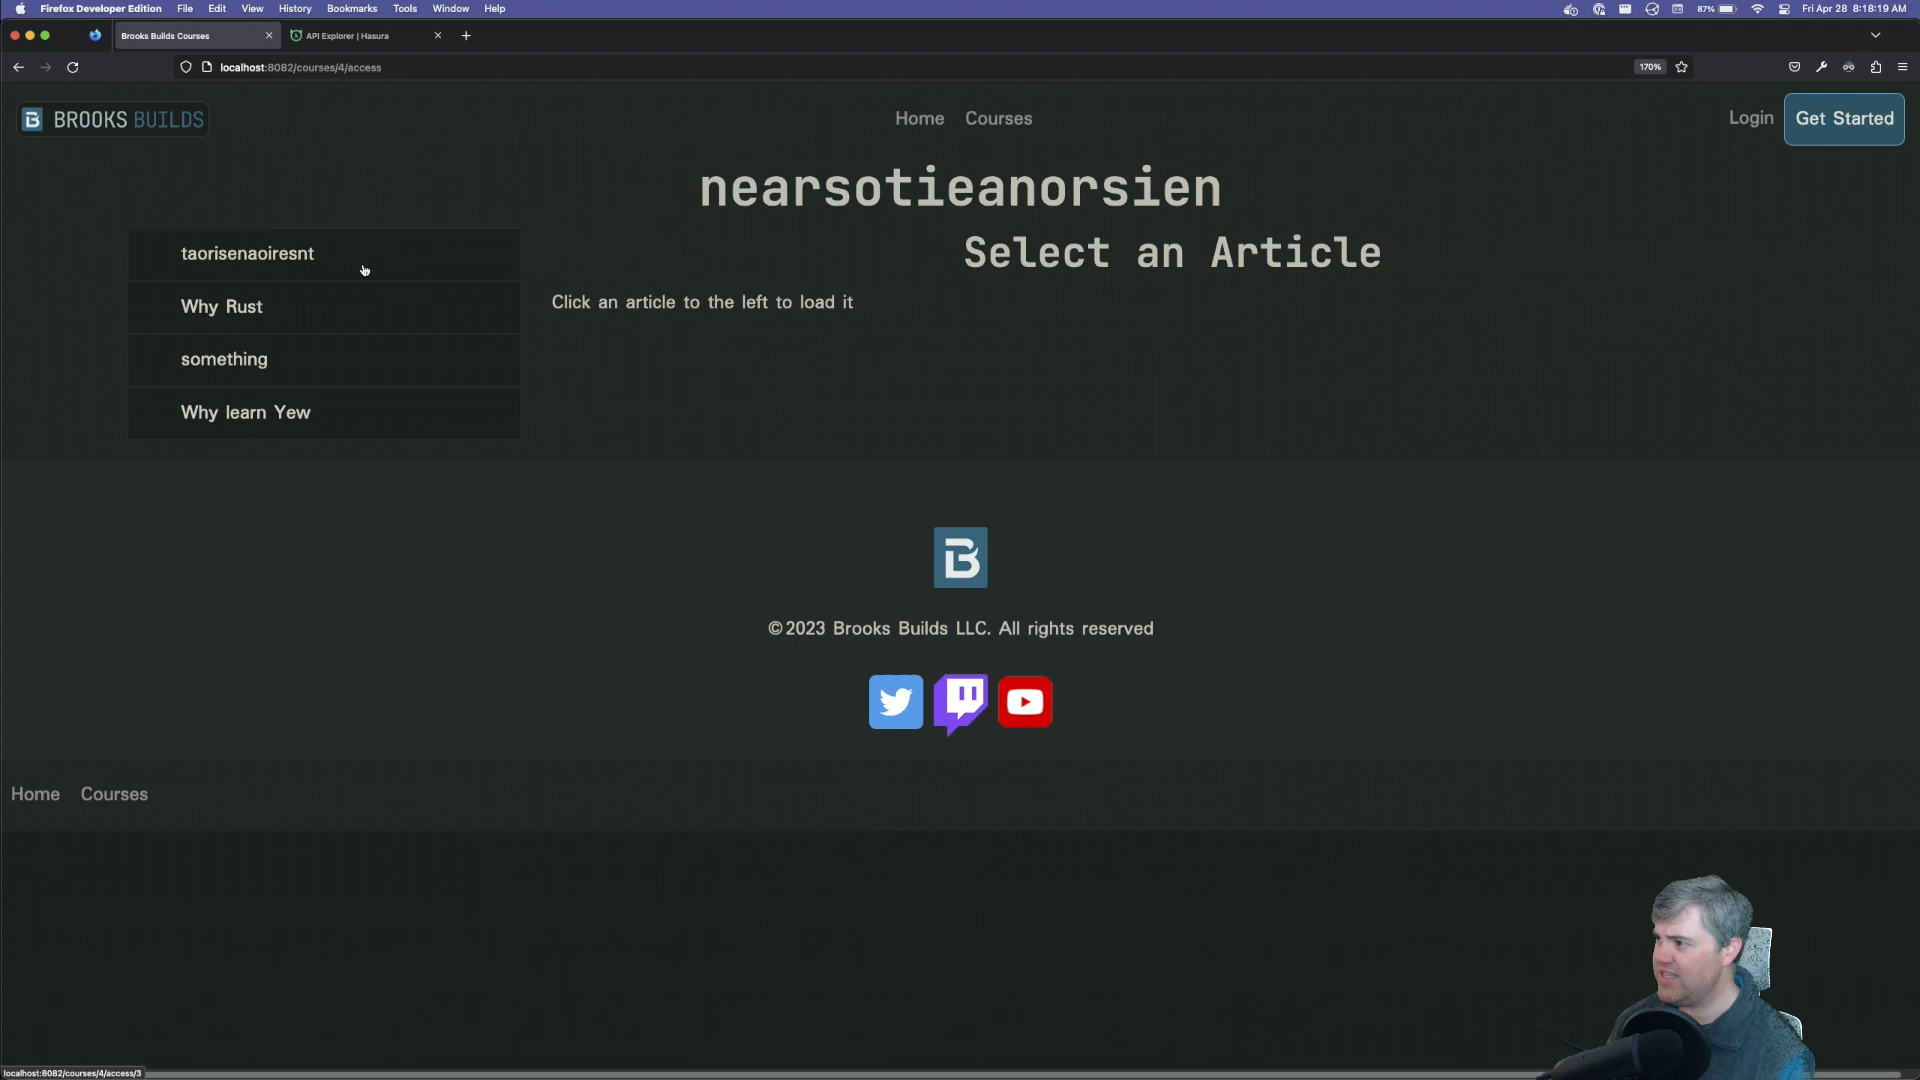 Firefox Developer Edition File Edit View History Bookmarks Tools Window Help 87% Fri Apr 28 8:18:19 AM
Brooks Builds Courses API Explorer | Hasura
localhost:8082/courses/4/access 170%
BROOKS BUILDS Home Courses Login Get Started
nearsotieanorsien
taorisenaoiresnt
Why Rust
something
Why learn Yew
Select an Article
Click an article to the left to load it
B
©2023 Brooks Builds LLC. All rights reserved
Home Courses
localhost:8082/courses/4/access/3